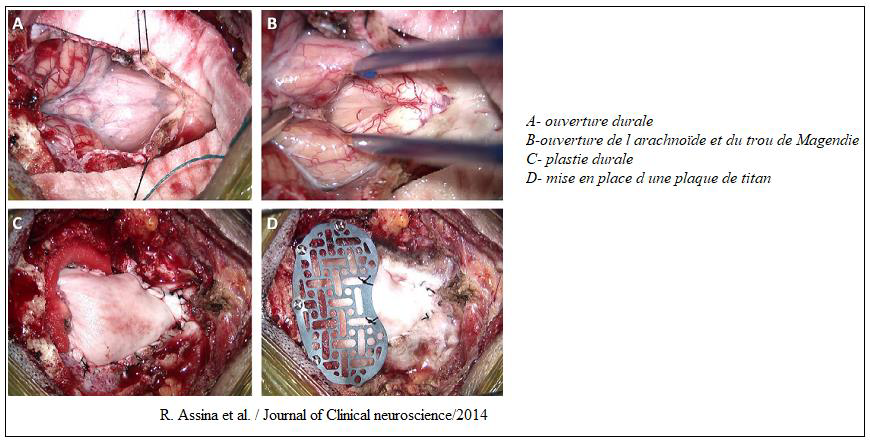 A
B
A- ouverture durale
B-ouverture de l arachnoïde et du trou de Magendie
C- plastie durale
D- mise en place d une plaque de titan
C
D
R. Assina et al. / Journal of Clinical neuroscience/2014